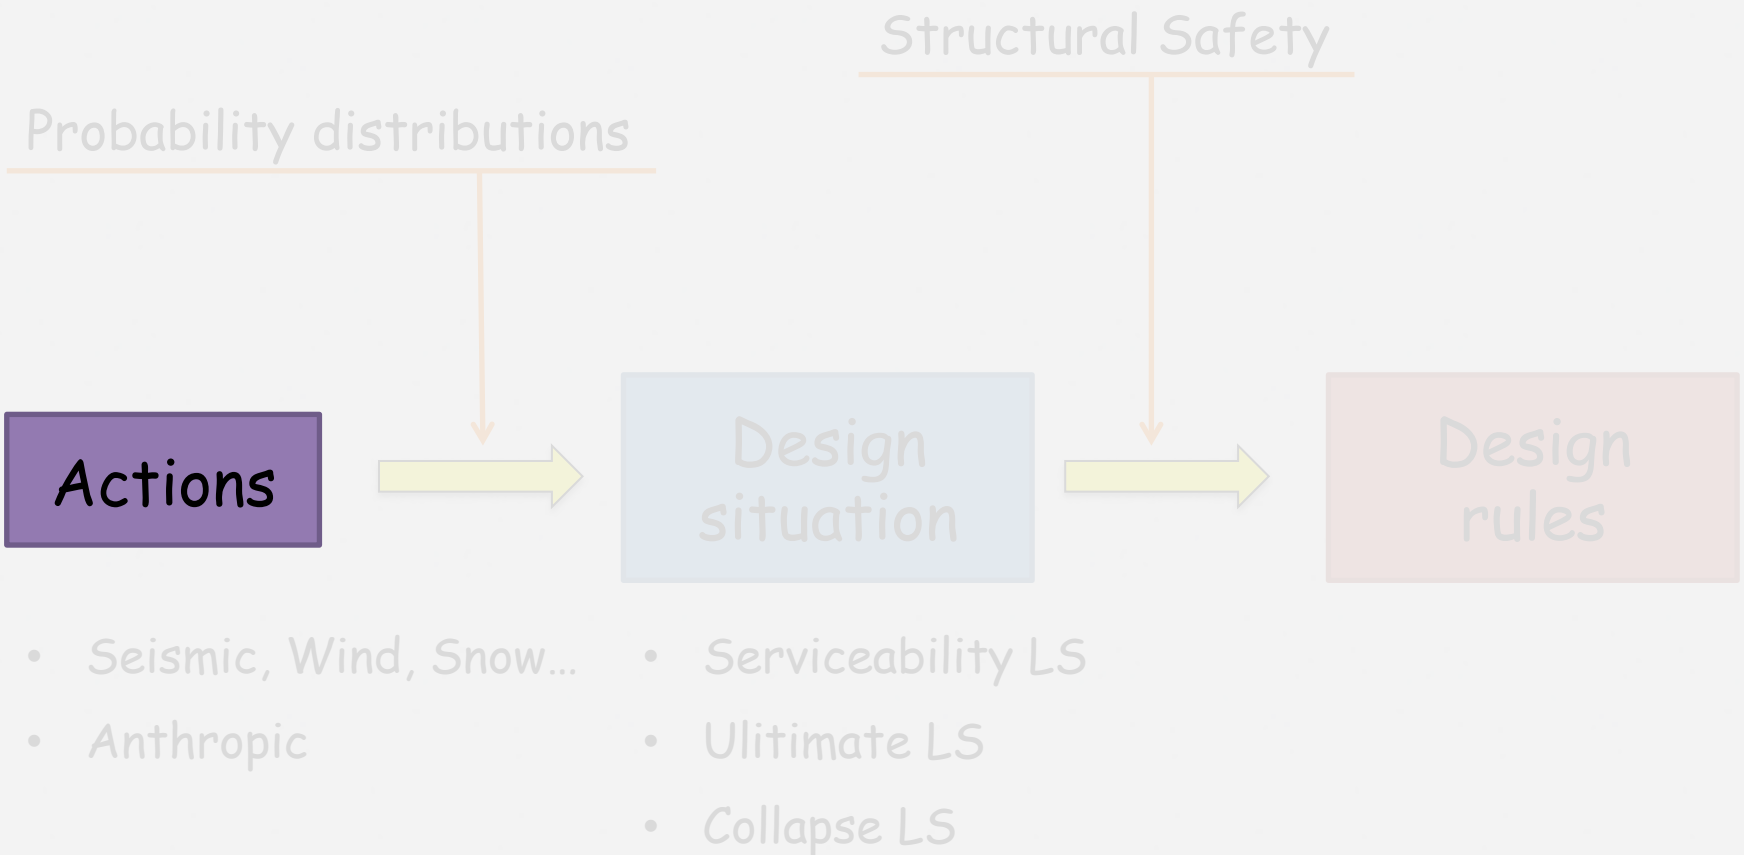 Structural Safety
Probability distributions
Actions
Design
situation
Design
rules
• Seismic, Wind, Snow…
• Anthropic
• Serviceability LS
• Ulitimate LS
• Collapse LS